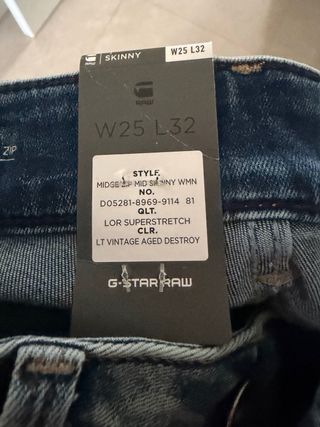 SKINNY
W25 L32
RAW
W25 L32
ZIP
STYLE
MIDGE ZIP MID SKINNY WMN
NO.
D05281-8969-9114 81
QLT.
LOR SUPERSTRETCH
CLR.
LT VINTAGE AGED DESTROY
G-STAR RAW